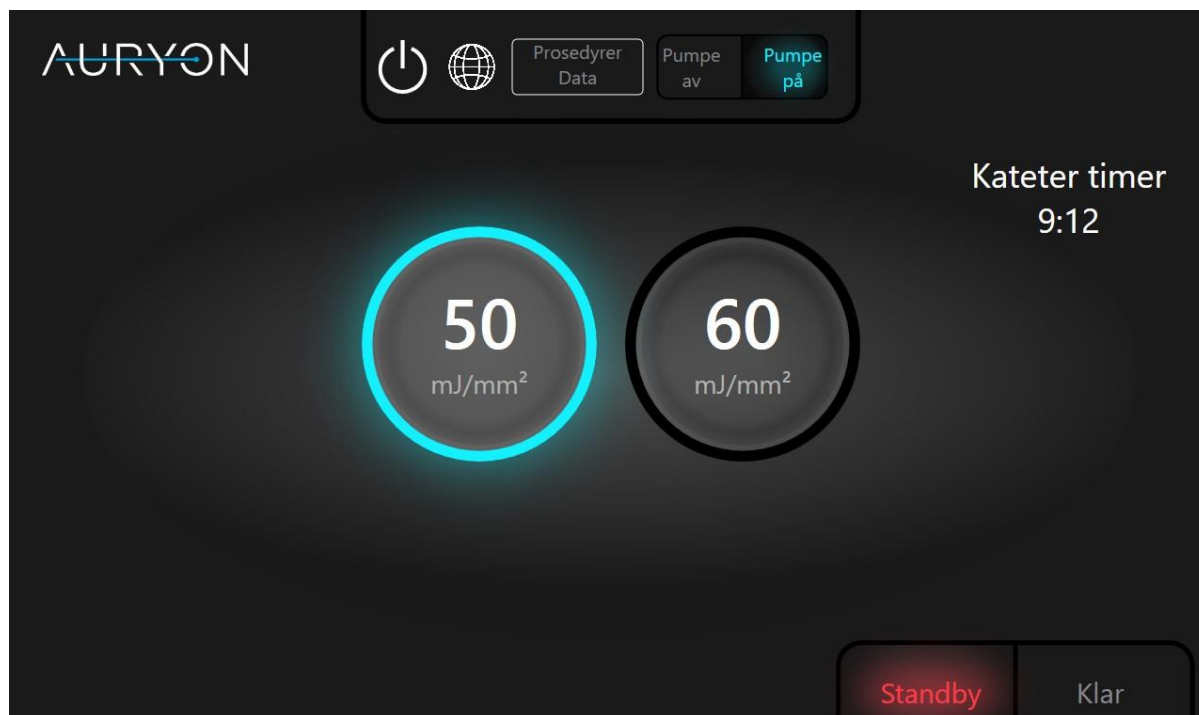 AURYON
Prosedyrer
Data
Pumpe
av
Pumpe
på
Kateter timer
9:12
50
mJ/mm²
60
mJ/mm²
Standby
Klar